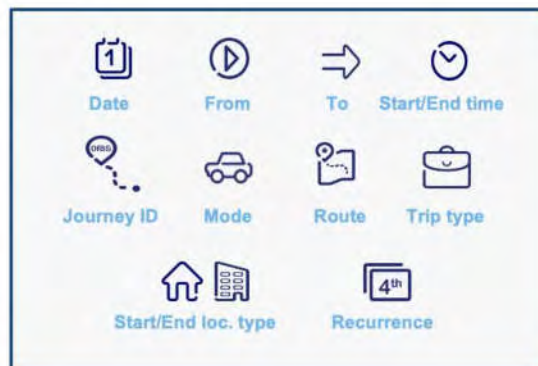 1
Date From To Start/End time
Journey ID Mode Route Trip type
4th
Start/End loc. type Recurrence